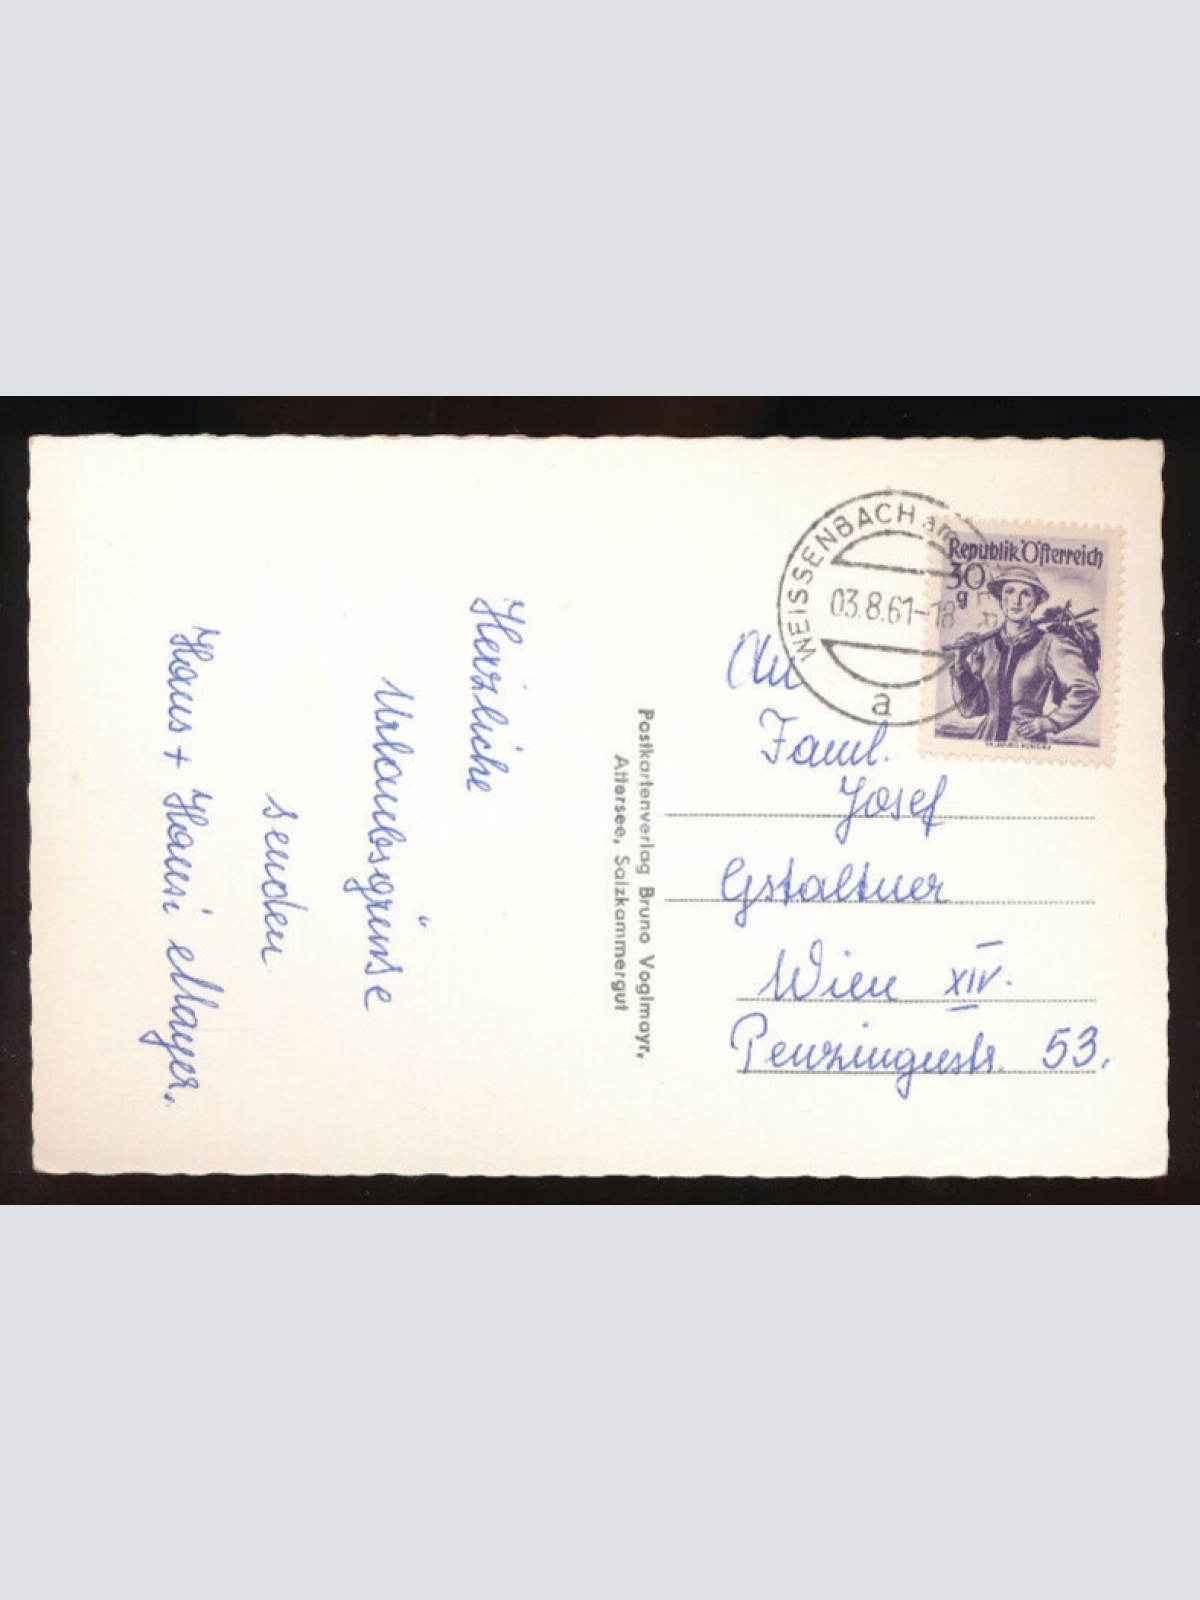 Herzliche
Urlaubsgrüsse
senden
Hans + Hansi Mayer.
Postkartenverlag Bruno Voglmayr,
Attersee, Salzkammergut
WEISSENBACH am
03.8.61-18
a
Republik Österreich
30
g
An
Faml.
Josef
Gstaltner
Wien XIV.
Penzingerstr. 53.